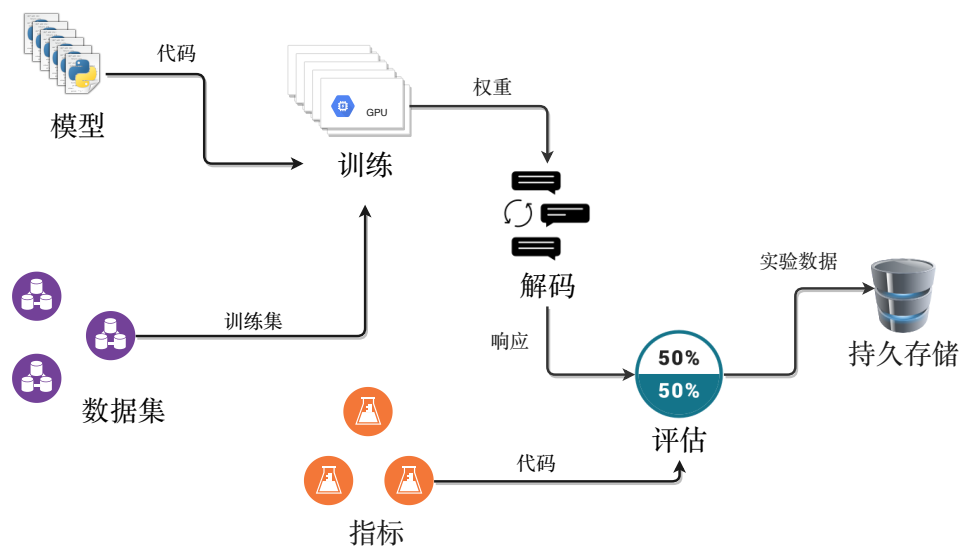 代码
模型
GPU
权重
训练
解码
训练集
数据集
实验数据
持久存储
响应
50%
50%
评估
代码
指标